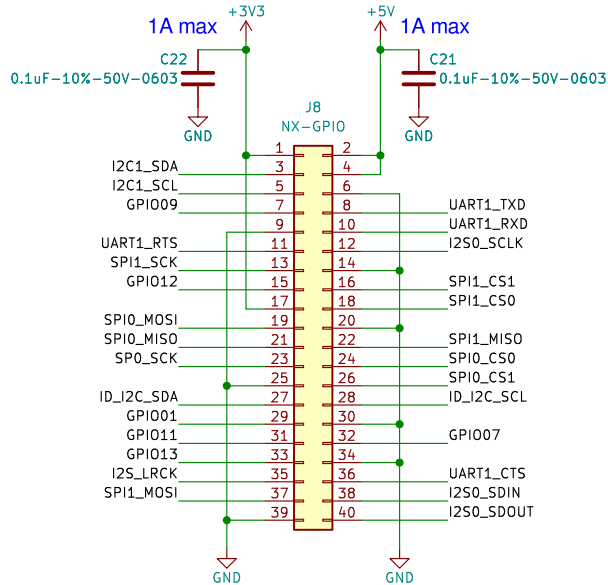 +3V3
+5V
1A max
1A max
C22
0.1uF-10%-50V-0603
C21
0.1uF-10%-50V-0603
GND
GND
J8
NX-GPIO
1 2
I2C1_SDA 3 4
I2C1_SCL 5 6
GPIO09 7 8 UART1_TXD
9 10 UART1_RXD
UART1_RTS 11 12 I2S0_SCLK
SPI1_SCK 13 14
GPIO12 15 16 SPI1_CS1
17 18 SPI1_CS0
SPI0_MOSI 19 20
SPI0_MISO 21 22 SPI1_MISO
SP0_SCK 23 24 SPI0_CS0
25 26 SPI0_CS1
ID_I2C_SDA 27 28 ID_I2C_SCL
GPIO01 29 30
GPIO11 31 32 GPIO07
GPIO13 33 34
I2S_LRCK 35 36 UART1_CTS
SPI1_MOSI 37 38 I2S0_SDIN
39 40 I2S0_SDOUT
GND
GND